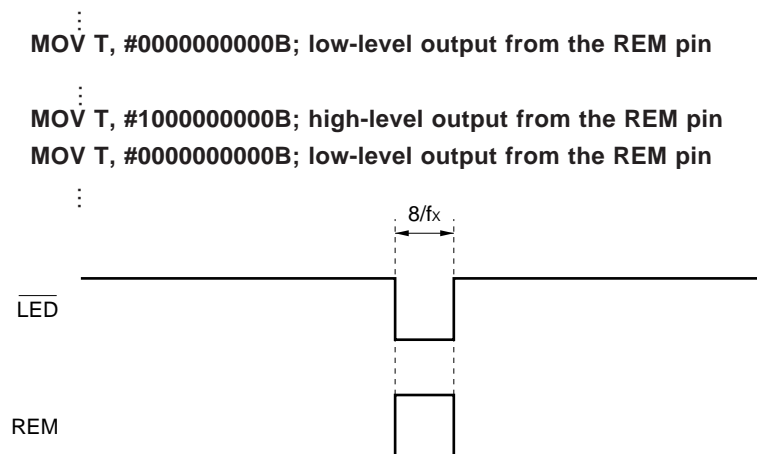 MOV T, #0000000000B; low-level output from the REM pin
MOV T, #1000000000B; high-level output from the REM pin
MOV T, #0000000000B; low-level output from the REM pin
8/fx
LED
REM